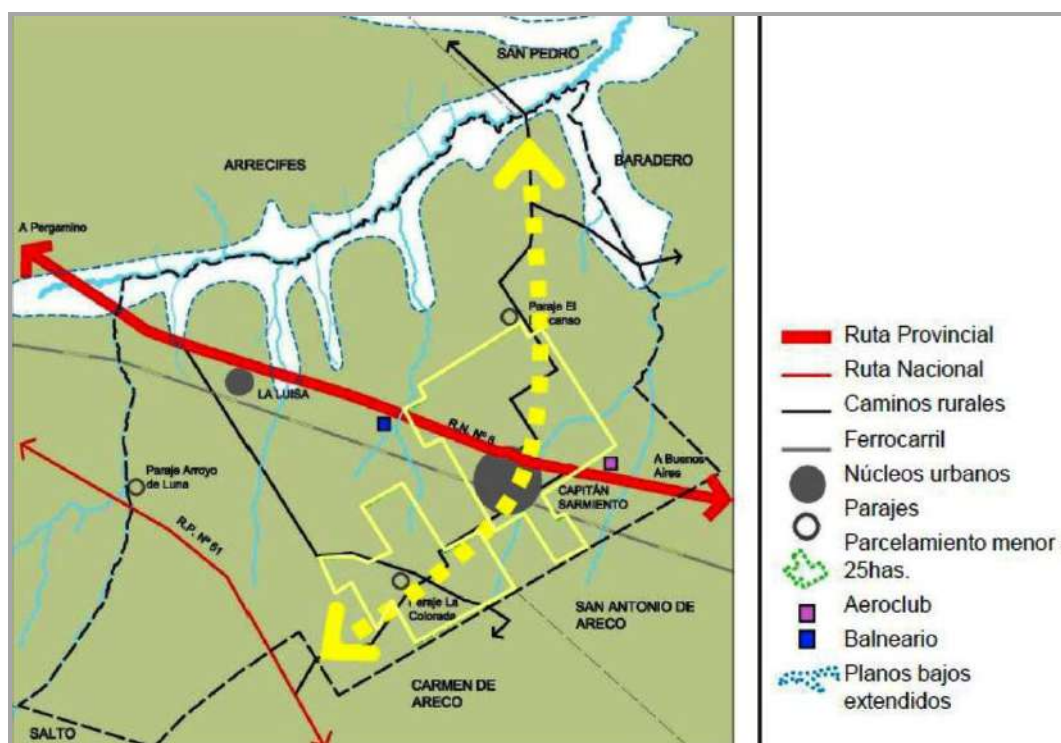 SAN PEDRO
ARRECIFES
BARADERO
A Pergamino
Paraje El
LA LUISA
R.N. Nº 8
A Buenos
Aires
Paraje Arroyo
de Luna
CAPITÁN
SARMIENTO
R.P. Nº 51
Paraje La
Colorada
SAN ANTONIO DE
ARECO
CARMEN DE
ARECO
SALTO
Ruta Provincial
Ruta Nacional
Caminos rurales
Ferrocarril
Núcleos urbanos
Parajes
Parcelamiento menor
25has.
Aeroclub
Balneario
Planos bajos
extendidos